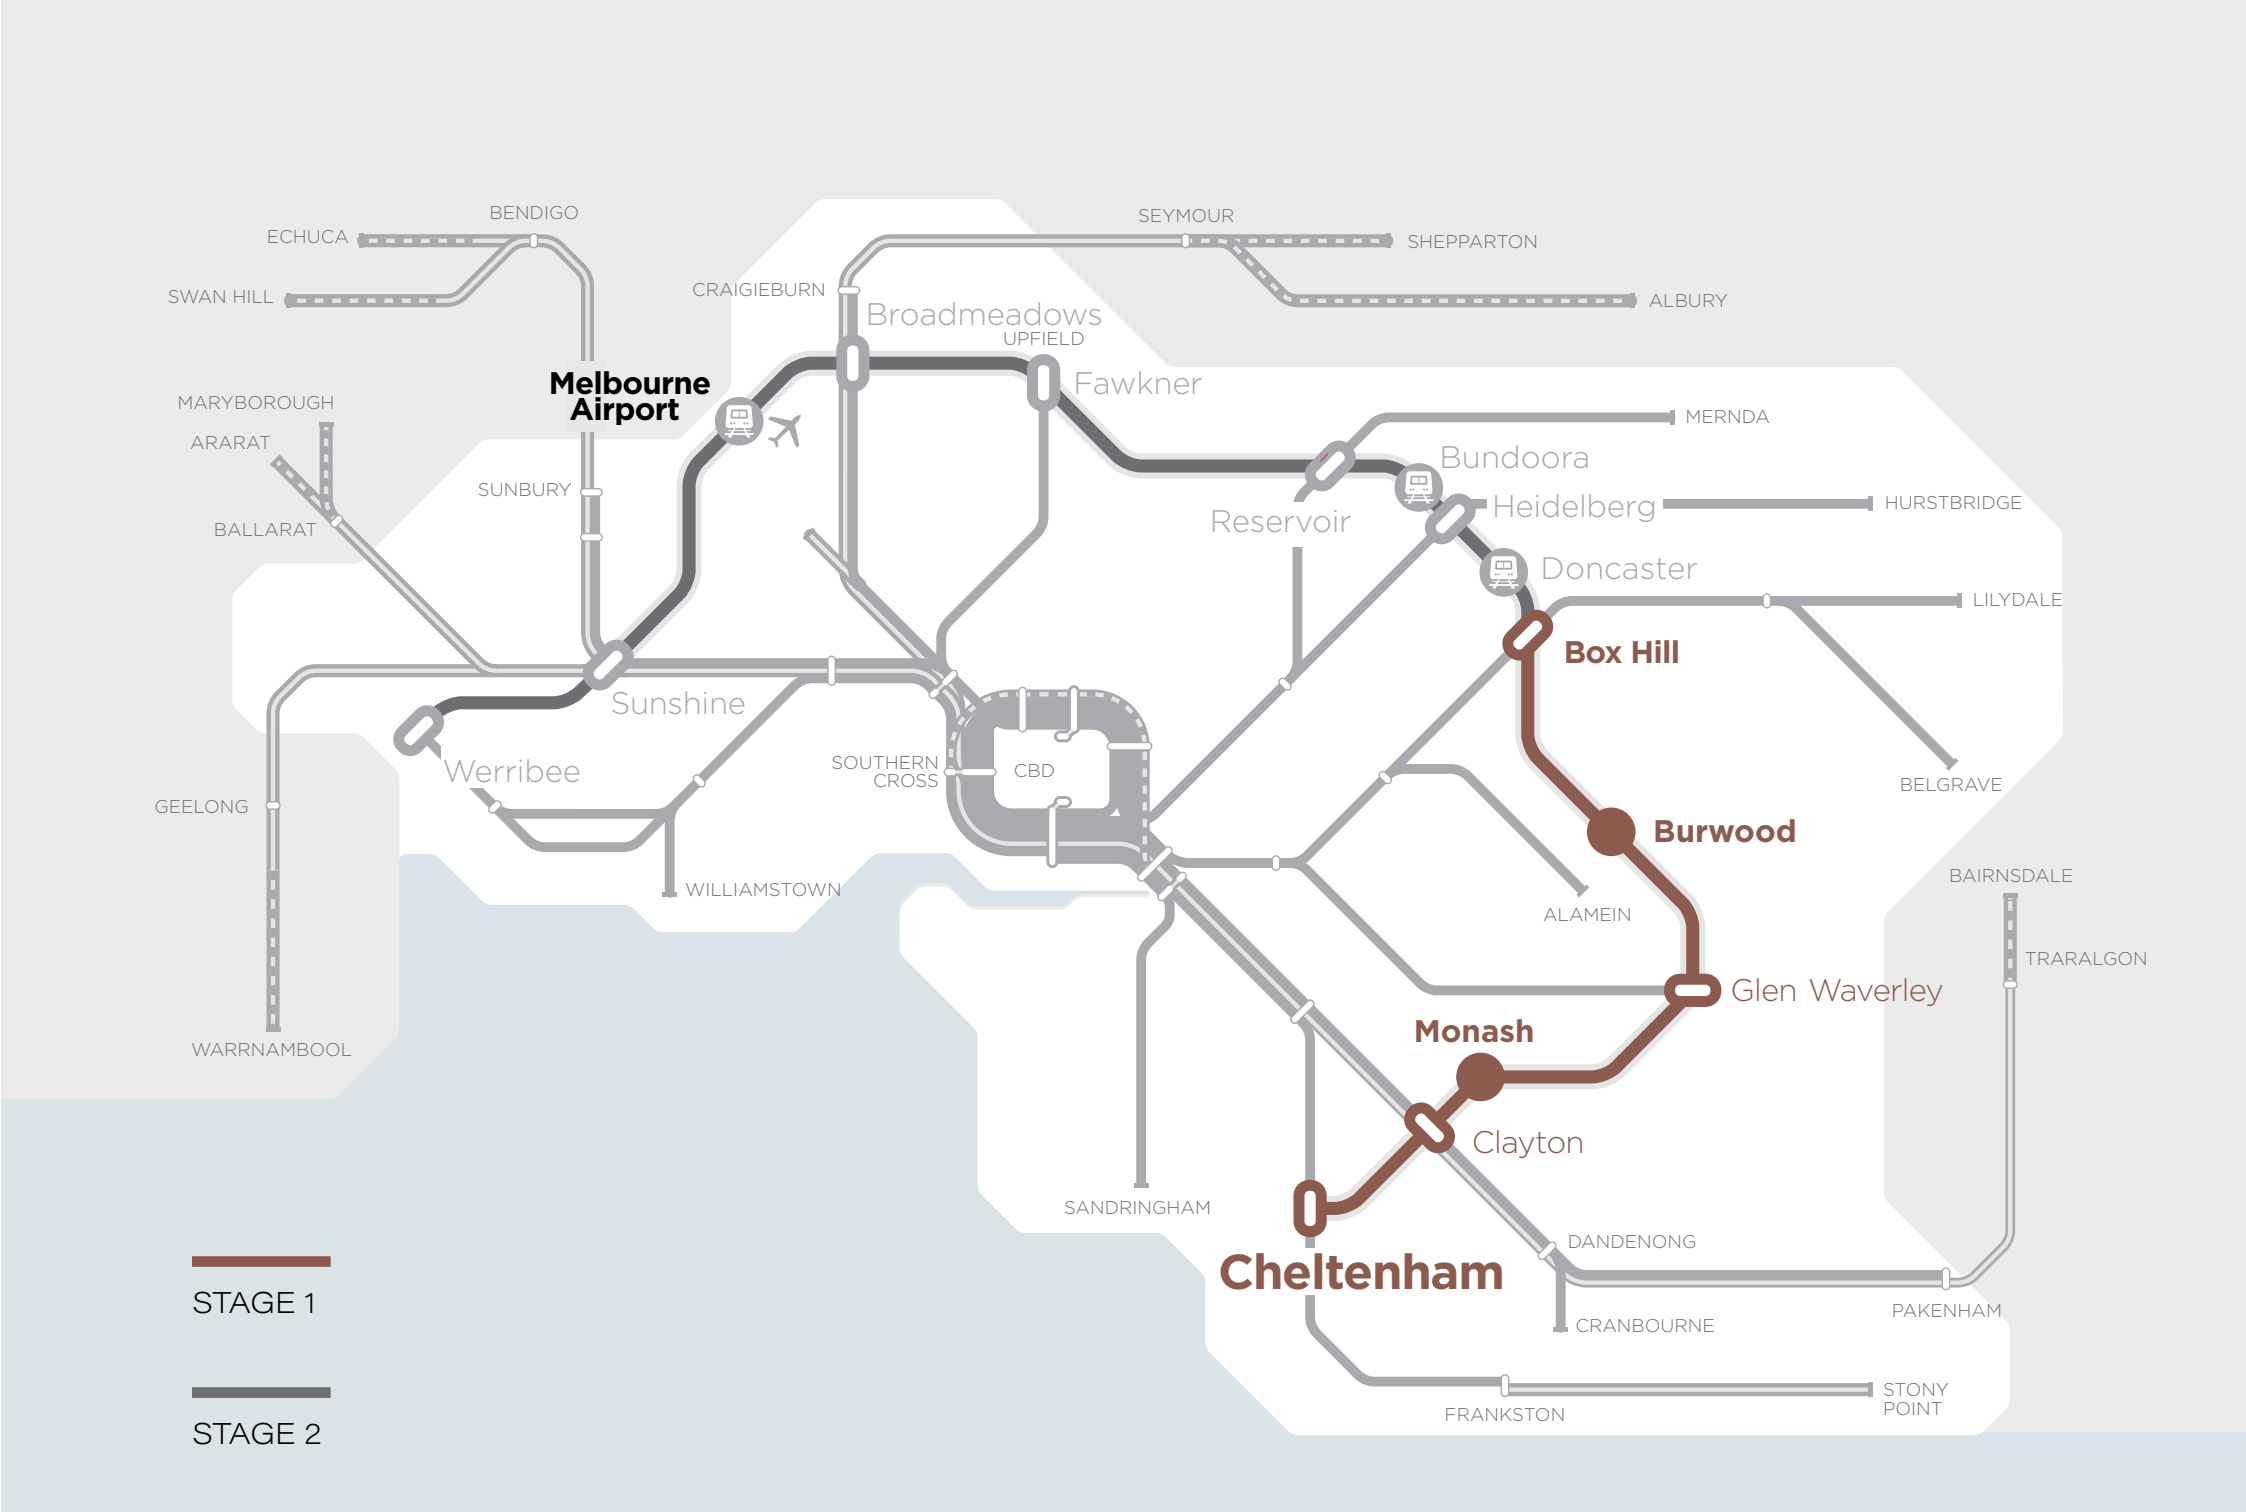 BENDIGO
SEYMOUR
ECHUCA
SHEPPARTON
SWAN HILL
CRAIGIEBURN
ALBURY
Broadmeadows
UPFIELD
Melbourne
Airport
Fawkner
MARYBOROUGH
MERNDA
ARARAT
Bundoora
SUNBURY
Heidelberg
HURSTBRIDGE
Reservoir
BALLARAT
Doncaster
LILYDALE
Box Hill
Sunshine
SOUTHERN
CROSS
CBD
Werribee
BELGRAVE
GEELONG
Burwood
BAIRNSDALE
WILLIAMSTOWN
ALAMEIN
TRARALGON
Glen Waverley
Monash
WARRNAMBOOL
Clayton
SANDRINGHAM
DANDENONG
Cheltenham
STAGE 1
PAKENHAM
CRANBOURNE
STONY
POINT
FRANKSTON
STAGE 2